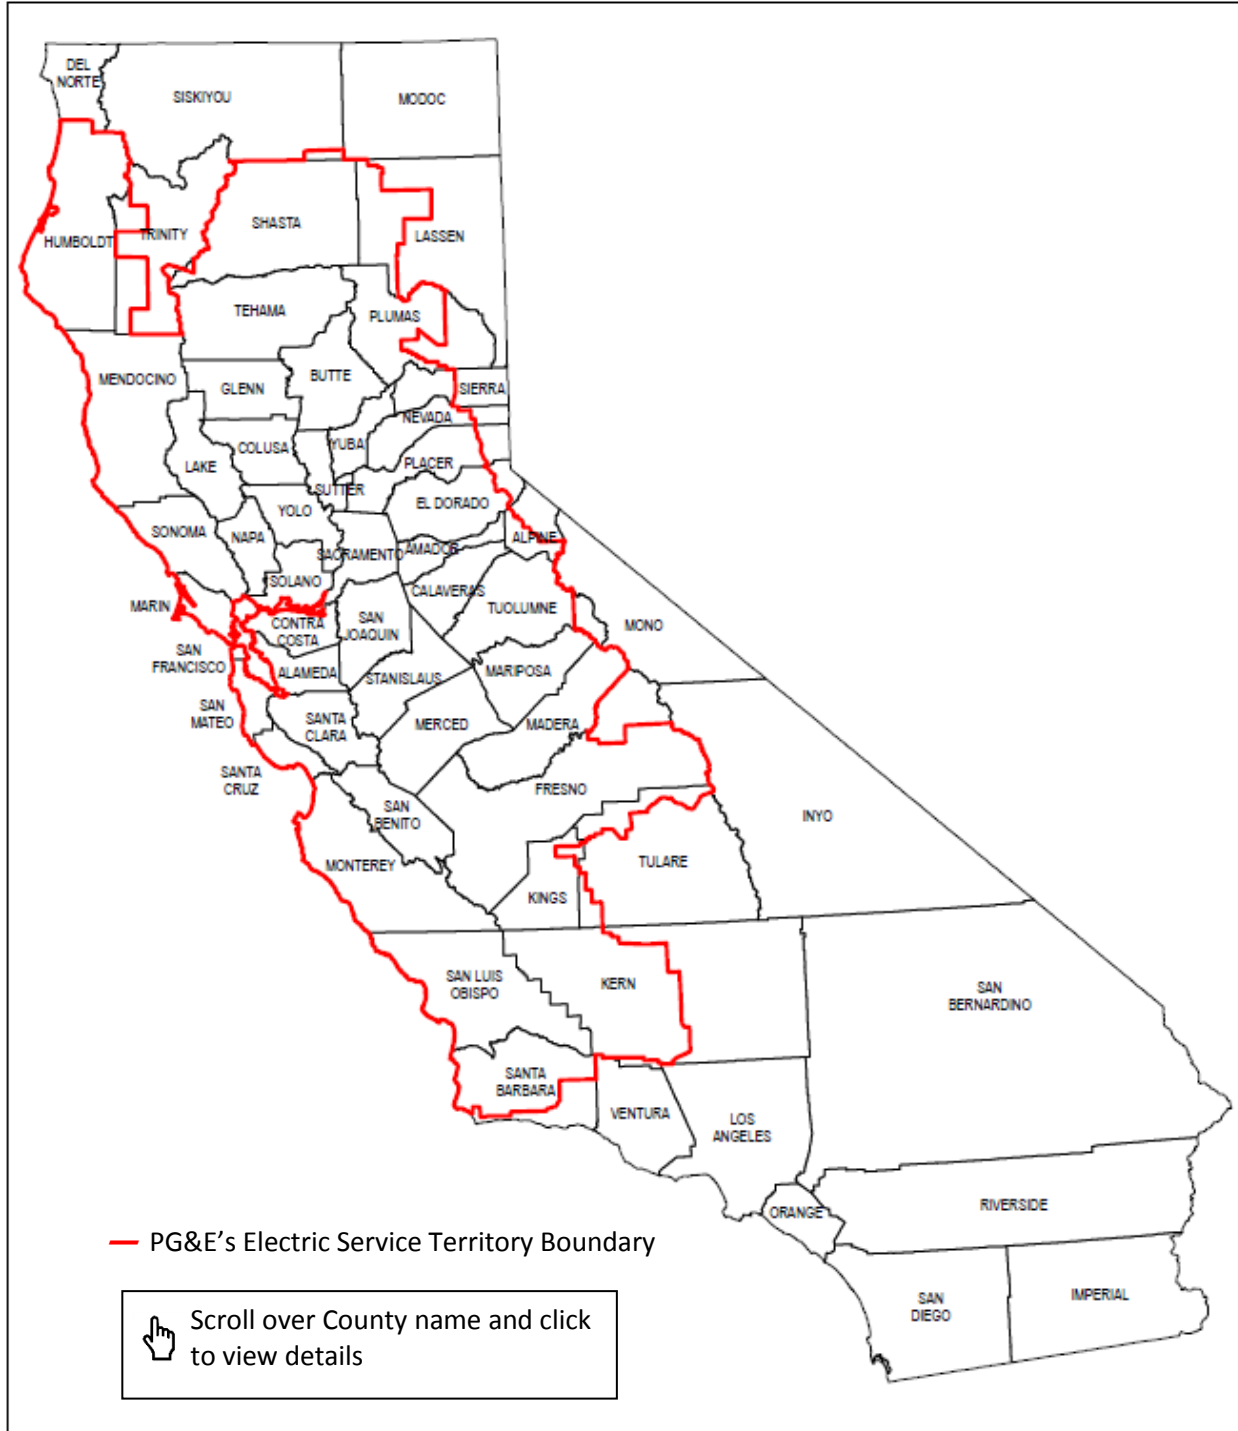 DEL
NORTE
SISKIYOU
MODOC
HUMBOLDT
TRINITY
SHASTA
LASSEN
TEHAMA
PLUMAS
MENDOCINO
GLENN
BUTTE
SIERRA
NEVADA
COLUSA
YUBA
LAKE
PLACER
SUTTER
YOLO
EL DORADO
SONOMA
NAPA
SACRAMENTO
AMADOR
ALPINE
SOLANO
CALAVERAS
MARIN
CONTRA
COSTA
SAN
JOAQUIN
TUOLUMNE
MONO
SAN
FRANCISCO
ALAMEDA
STANISLAUS
MARIPOSA
SAN
MATEO
SANTA
CLARA
MERCED
MADERA
SANTA
CRUZ
SAN
BENITO
FRESNO
INYO
MONTEREY
TULARE
KINGS
SAN LUIS
OBISPO
KERN
SAN
BERNARDINO
SANTA
BARBARA
VENTURA
LOS
ANGELES
ORANGE
RIVERSIDE
PG&E’s Electric Service Territory Boundary
SAN
DIEGO
IMPERIAL
Scroll over County name and click
to view details